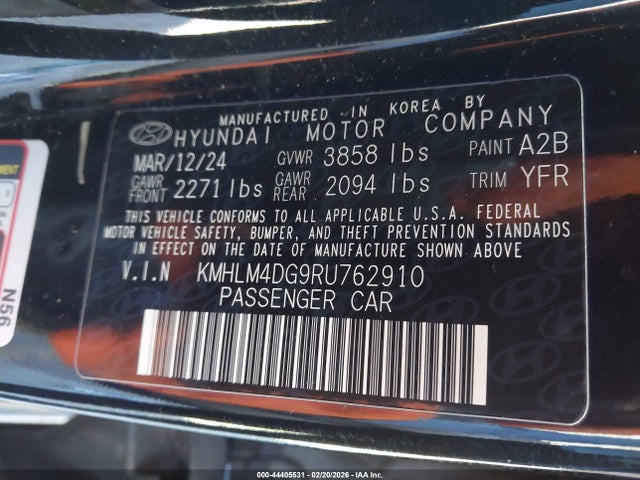 MANUFACTURED IN KOREA BY
HYUNDAI MOTOR COMPANY
MAR/12/24 GVWR 3858 lbs PAINT A2B
GAWR FRONT 2271 lbs GAWR REAR 2094 lbs TRIM YFR
THIS VEHICLE CONFORMS TO ALL APPLICABLE U.S.A. FEDERAL
MOTOR VEHICLE SAFETY, BUMPER, AND THEFT PREVENTION STANDARDS
IN EFFECT ON THE DATE OF MANUFACTURE SHOWN ABOVE
V.I.N KMHLM4DG9RU762910
PASSENGER CAR
N56
000-44405531 - 02/20/2026 - IAAC